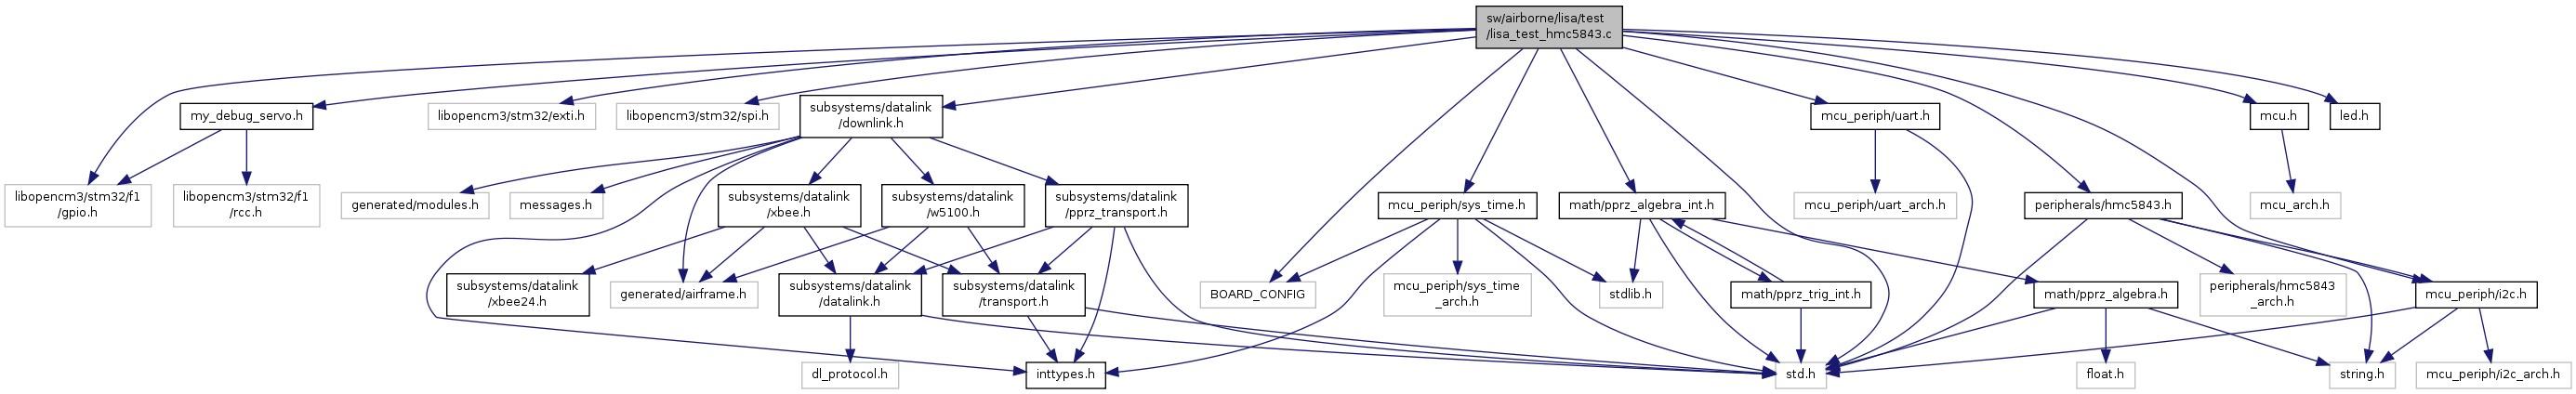 sw/airborne/lisa/test
/lisa_test_hmc5843.c
my_debug_servo.h
libopencm3/stm32/exti.h
libopencm3/stm32/spi.h
subsystems/datalink
/downlink.h
mcu_periph/uart.h
mcu.h
led.h
libopencm3/stm32/f1
/gpio.h
libopencm3/stm32/f1
/rcc.h
generated/modules.h
messages.h
subsystems/datalink
/xbee.h
subsystems/datalink
/w5100.h
subsystems/datalink
/pprz_transport.h
mcu_periph/sys_time.h
math/pprz_algebra_int.h
mcu_periph/uart_arch.h
peripherals/hmc5843.h
mcu_arch.h
subsystems/datalink
/xbee24.h
generated/airframe.h
subsystems/datalink
/datalink.h
subsystems/datalink
/transport.h
BOARD_CONFIG
mcu_periph/sys_time
_arch.h
stdlib.h
math/pprz_trig_int.h
math/pprz_algebra.h
peripherals/hmc5843
_arch.h
mcu_periph/i2c.h
dl_protocol.h
inttypes.h
std.h
float.h
string.h
mcu_periph/i2c_arch.h